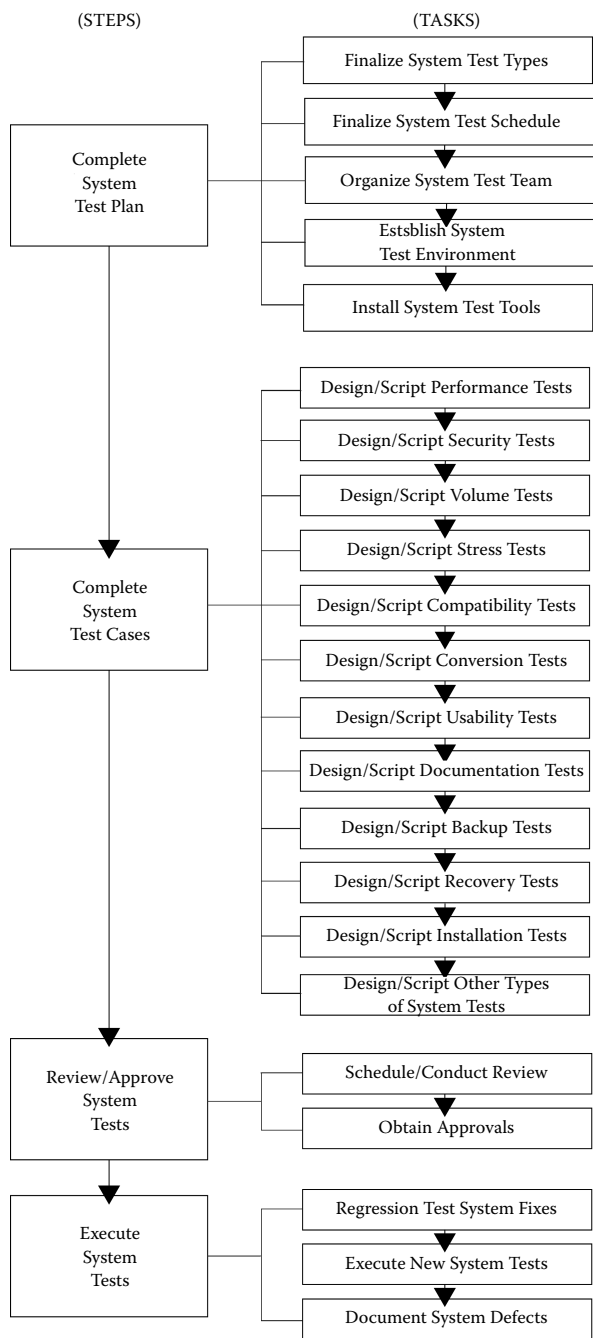 (STEPS)
(TASKS)
Complete
System
Test Plan
Finalize System Test Types
Finalize System Test Schedule
Organize System Test Team
Estsblish System
Test Environment
Install System Test Tools
Complete
System
Test Cases
Design/Script Performance Tests
Design/Script Security Tests
Design/Script Volume Tests
Design/Script Stress Tests
Design/Script Compatibility Tests
Design/Script Conversion Tests
Design/Script Usability Tests
Design/Script Documentation Tests
Design/Script Backup Tests
Design/Script Recovery Tests
Design/Script Installation Tests
Design/Script Other Types
of System Tests
Review/Approve
System
Tests
Schedule/Conduct Review
Obtain Approvals
Execute
System
Tests
Regression Test System Fixes
Execute New System Tests
Document System Defects